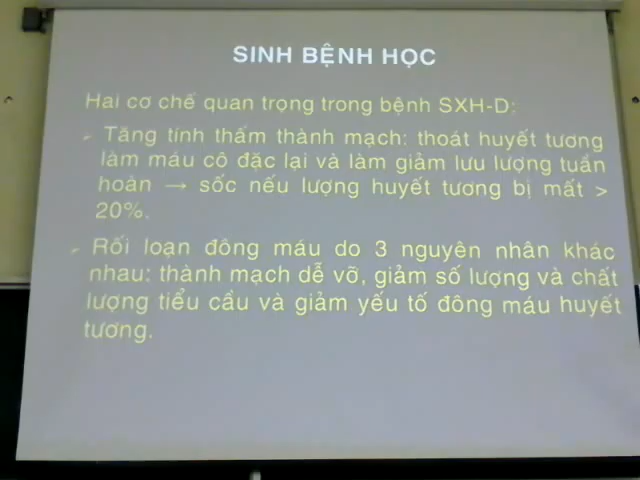 SINH BỆNH HỌC
Hai cơ chế quan trọng trong bệnh SXH-D:
Tăng tính thấm thành mạch: thoát huyết tương
làm máu cô đặc lại và làm giảm lưu lượng tuần
hoàn → sốc nếu lượng huyết tương bị mất >
20%.
Rối loạn đông máu do 3 nguyên nhân khác
nhau: thành mạch dễ vỡ, giảm số lượng và chất
lượng tiểu cầu và giảm yếu tố đông máu huyết
tương.